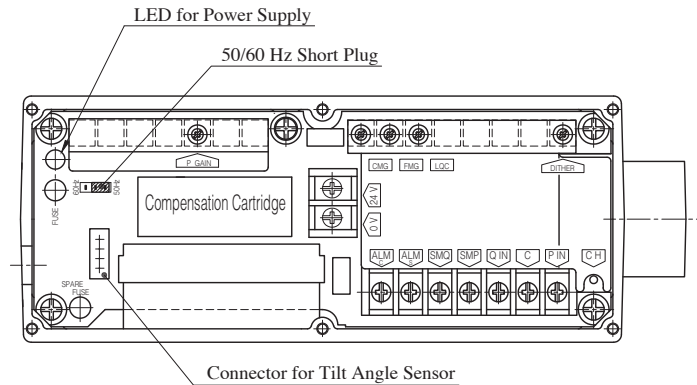 LED for Power Supply
50/60 Hz Short Plug
P GAIN
CMG FMG LQC DITHER
60Hz 50Hz
FUSE
Compensation Cartridge
24 V
0 V
ALM C ALM S SMQ SMP Q IN C P IN C H
SPARE
FUSE
Connector for Tilt Angle Sensor